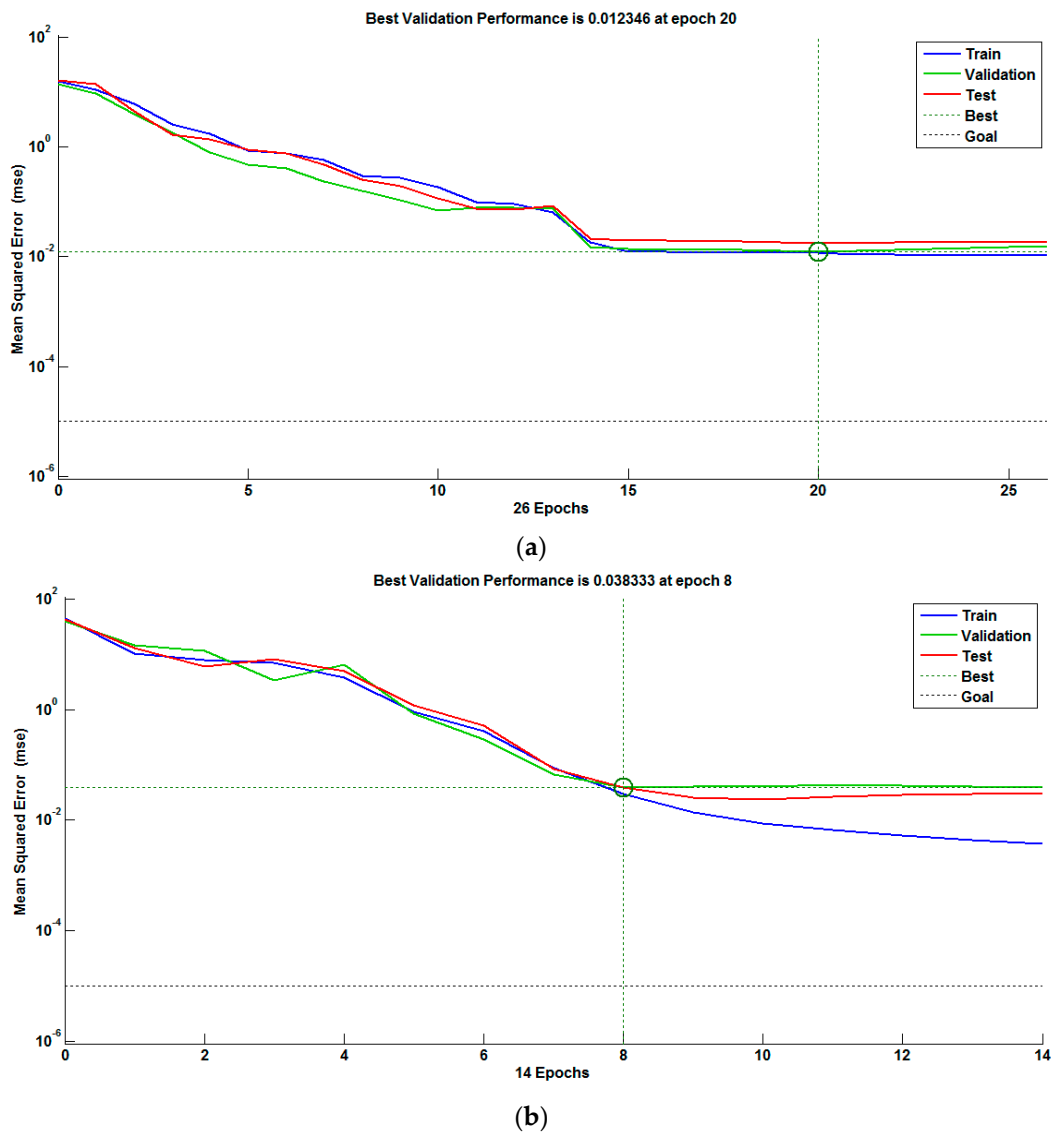 Best Validation Performance is 0.012346 at epoch 20
Mean Squared Error (mse)
10^2
10^0
10^-2
10^-4
10^-6
Train
Validation
Test
Best
Goal
0 5 10 15 20 25
26 Epochs
(a)
Best Validation Performance is 0.038333 at epoch 8
Mean Squared Error (mse)
10^2
10^0
10^-2
10^-4
10^-6
Train
Validation
Test
Best
Goal
0 2 4 6 8 10 12 14
14 Epochs
(b)